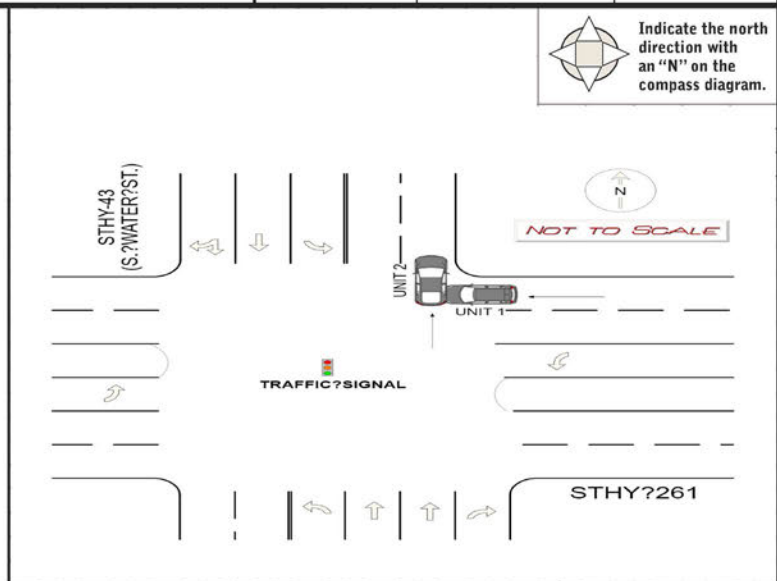 Indicate the north
direction with
an “N” on the
compass diagram.
STHY-43
(S.?WATER?ST.)
N
NOT TO SCALE
UNIT 2
UNIT 1
TRAFFIC?SIGNAL
STHY?261